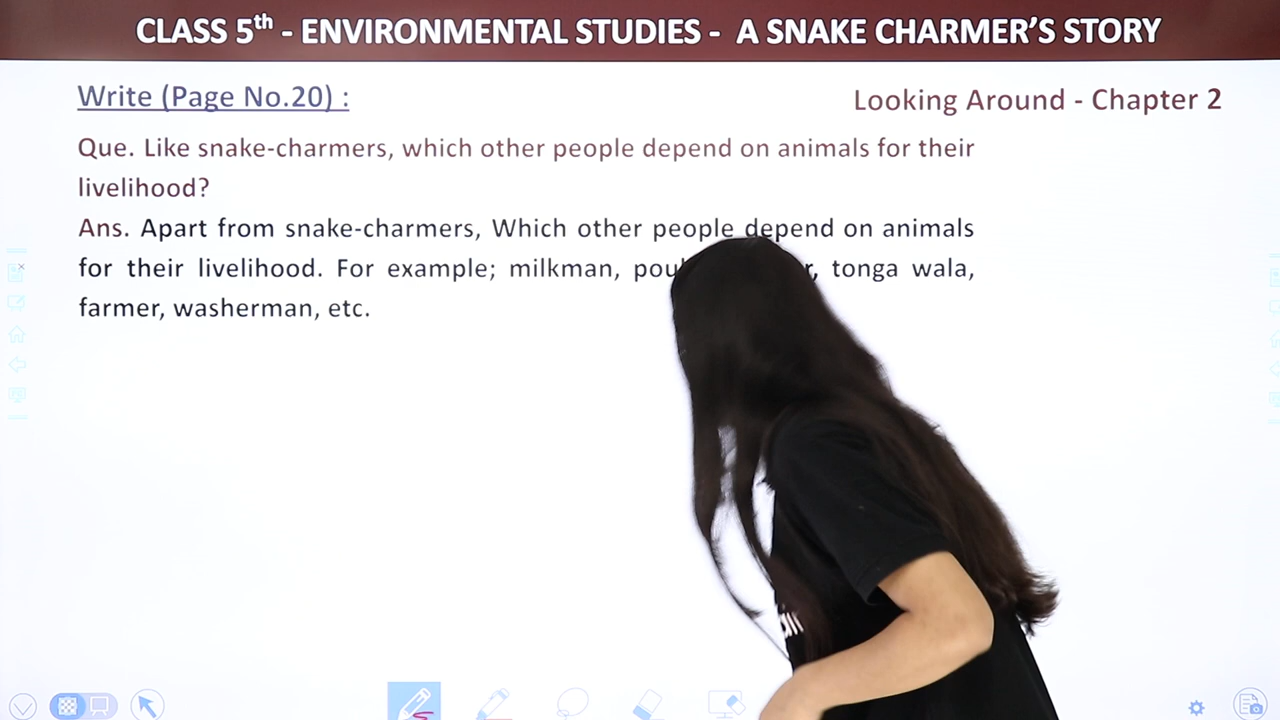 CLASS 5th - ENVIRONMENTAL STUDIES - A SNAKE CHARMER'S STORY
Write (Page No.20) :
Looking Around - Chapter 2
Que. Like snake-charmers, which other people depend on animals for their
livelihood?
Ans. Apart from snake-charmers, Which other people depend on animals
for their livelihood. For example; milkman, tonga wala,
farmer, washerman, etc.